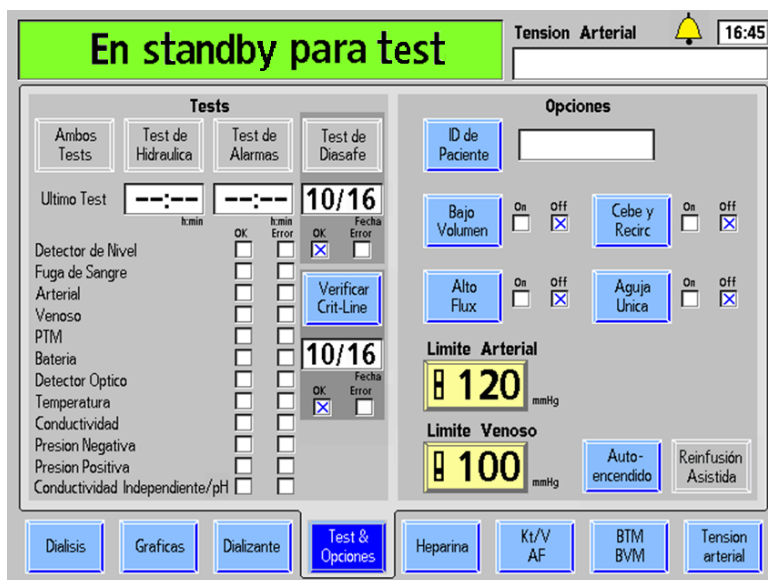 En standby para test
Tension Arterial
16:45
Tests
Ambos
Tests
Test de
Hidraulica
Test de
Alarmas
Test de
Diasafe
Ultimo Test
--:--
--:--
10/16
h:min
h:min
Fecha
OK
Error
OK
Error
Detector de Nivel
Fuga de Sangre
Arterial
Venoso
PTM
Bateria
Detector Optico
Temperatura
Conductividad
Presion Negativa
Presion Positiva
Conductividad Independiente/pH
Verificar
Crit-Line
10/16
Fecha
OK
Error
Opciones
ID de
Paciente
Bajo
Volumen
On
Off
Cebe y
Recirc
On
Off
Alto
Flux
On
Off
Aguja
Unica
On
Off
Limite Arterial
120
mmHg
Limite Venoso
100
mmHg
Auto-
encendido
Reinfusión
Asistida
Dialisis
Graficas
Dializante
Test &
Opciones
Heparina
Kt/V
AF
BTM
BVM
Tension
arterial